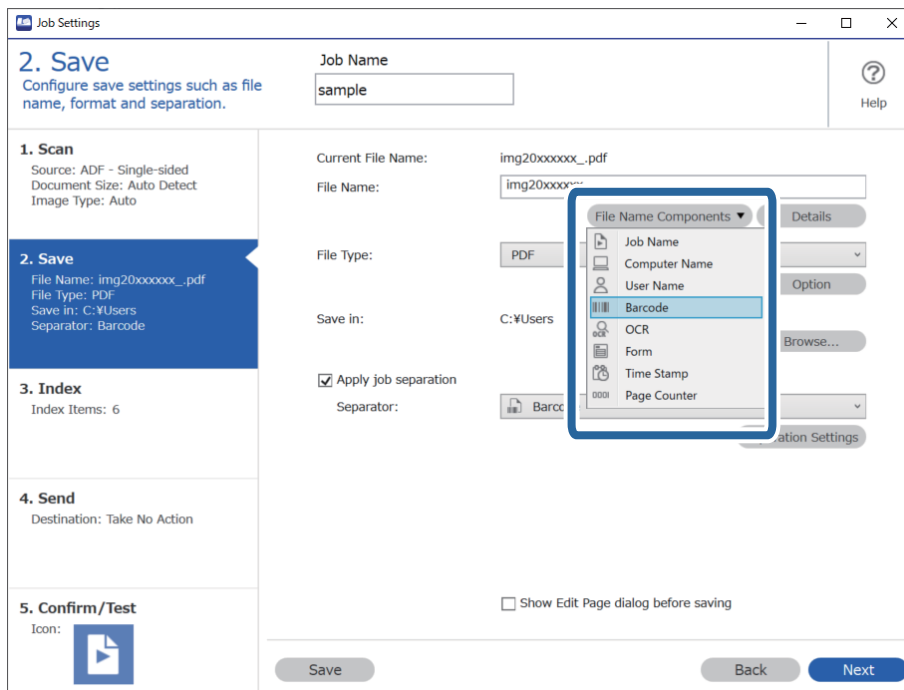 Job Settings
2. Save
Configure save settings such as file
name, format and separation.
Job Name
sample
Help
1. Scan
Source: ADF - Single-sided
Document Size: Auto Detect
Image Type: Auto
2. Save
File Name: img20xxxxxx_.pdf
File Type: PDF
Save in: C:¥Users
Separator: Barcode
3. Index
Index Items: 6
4. Send
Destination: Take No Action
5. Confirm/Test
Icon:
Current File Name: img20xxxxxx_.pdf
File Name: img20xxxxxx
File Name Components ▼ Details
Job Name
Computer Name
User Name
Barcode
OCR
Form
Time Stamp
Page Counter
File Type: PDF
Option
Save in: C:¥Users
Browse...
Apply job separation
Separator:
Settings
Show Edit Page dialog before saving
Save Back Next